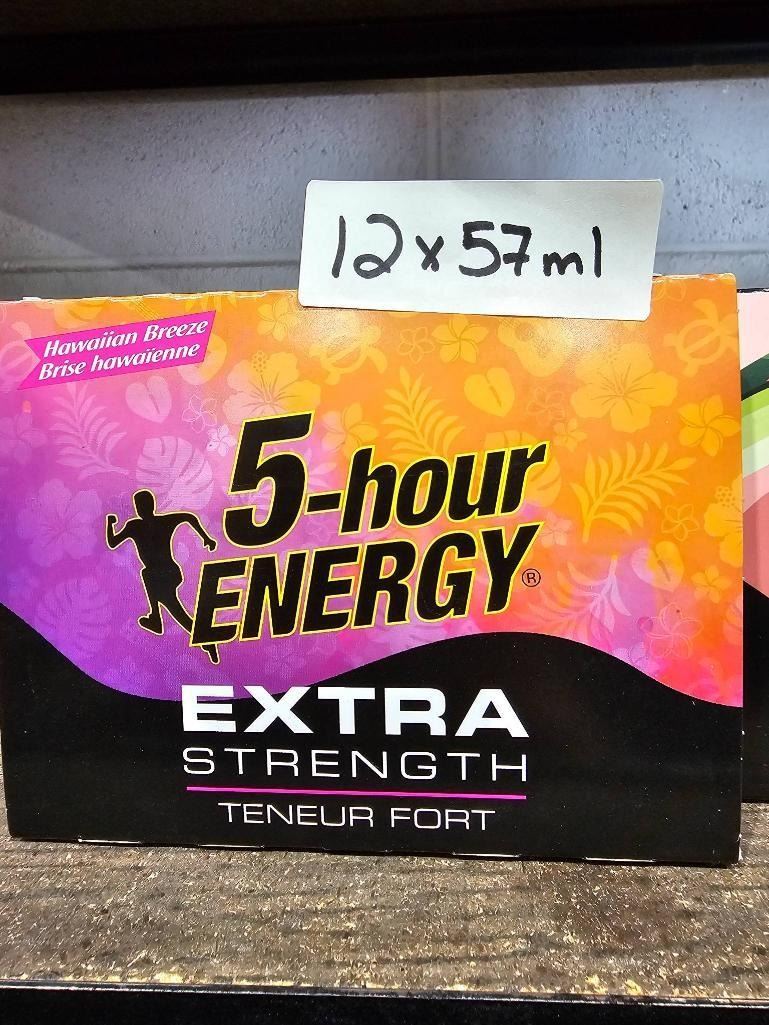 12 x 57ml
Hawaiian Breeze
Brise hawaïenne
5-hour
ENERGY®
EXTRA
STRENGTH
TENEUR FORT